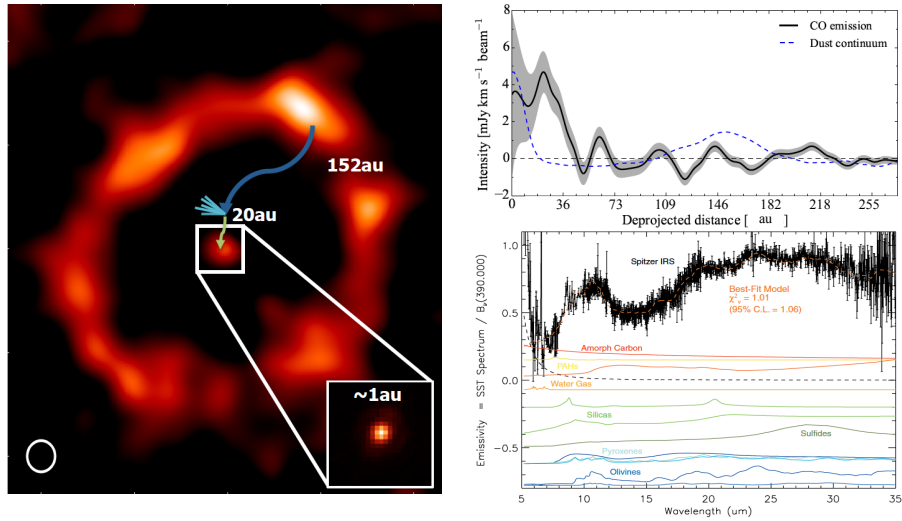 152au
20au
~1au
8
6
4
2
0
−2
Intensity [mJy km s⁻¹ beam⁻¹]
CO emission
Dust continuum
0 36 72 109 146 182 218 255
Deprojected distance [ au ]
1.0
0.5
0.0
−0.5
Emissivity = SST Spectrum / Bλ(390.000)
Spitzer IRS
Best-Fit Model
χ²ᵥ = 1.01
(95% C.L. = 1.06)
Amorph Carbon
PAHs
Water Gas
Silicas
Sulfides
Pyroxenes
Olivines
5 10 15 20 25 30 35
Wavelength (um)